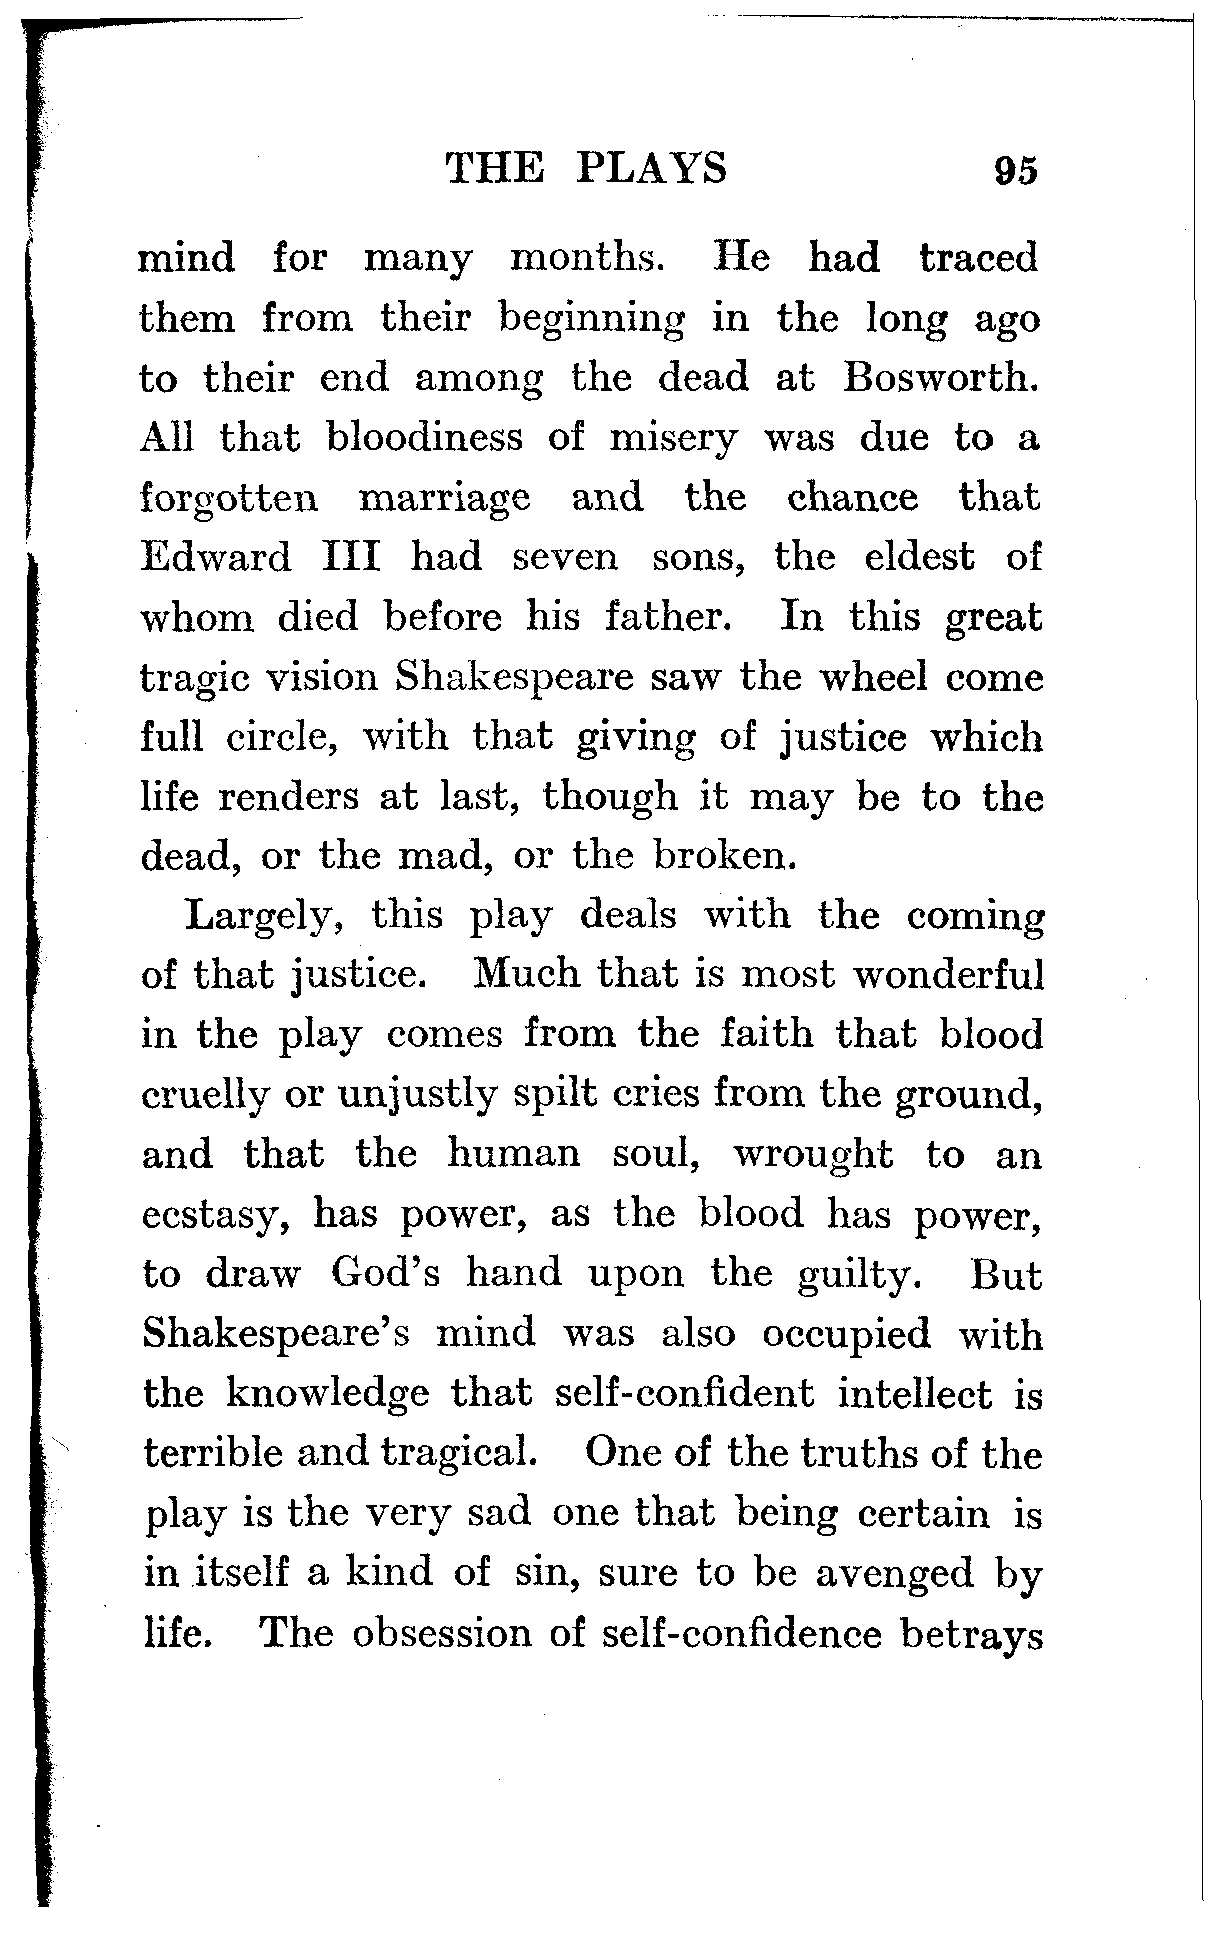 THE PLAYS 95
mind for many months. He had traced
them from their beginning in the long ago
to their end among the dead at Bosworth.
All that bloodiness of misery was due to a
forgotten marriage and the chance that
Edward III had seven sons, the eldest of
whom died before his father. In this great
tragic vision Shakespeare saw the wheel come
full circle, with that giving of justice which
life renders at last, though it may be to the
dead, or the mad, or the broken.
Largely, this play deals with the coming
of that justice. Much that is most wonderful
in the play comes from the faith that blood
cruelly or unjustly spilt cries from the ground,
and that the human soul, wrought to an
ecstasy, has power, as the blood has power,
to draw God's hand upon the guilty. But
Shakespeare's mind was also occupied with
the knowledge that self-confident intellect is
terrible and tragical. One of the truths of the
play is the very sad one that being certain is
in itself a kind of sin, sure to be avenged by
life. The obsession of self-confidence betrays